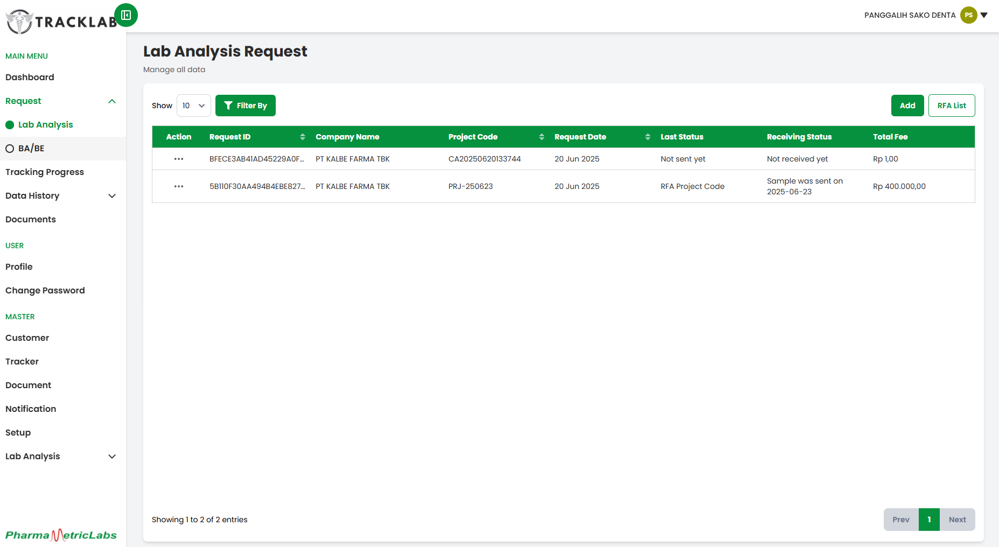 TRACKLAB
PANGGALIH SAKO DENTA PS
MAIN MENU
Dashboard
Request
Lab Analysis
BA/BE
Tracking Progress
Data History
Documents
USER
Profile
Change Password
MASTER
Customer
Tracker
Document
Notification
Setup
Lab Analysis
PharmaMetricLabs
Lab Analysis Request
Manage all data
Show 10 Filter By Add RFA List
Action Request ID Company Name Project Code Request Date Last Status Receiving Status Total Fee
... BFECE3AB41AD45229A0F... PT KALBE FARMA TBK CA20250620133744 20 Jun 2025 Not sent yet Not received yet Rp 1,00
... 5B110F30AA494B4EBE827... PT KALBE FARMA TBK PRJ-250623 20 Jun 2025 RFA Project Code Sample was sent on
2025-06-23 Rp 400.000,00
Showing 1 to 2 of 2 entries Prev 1 Next